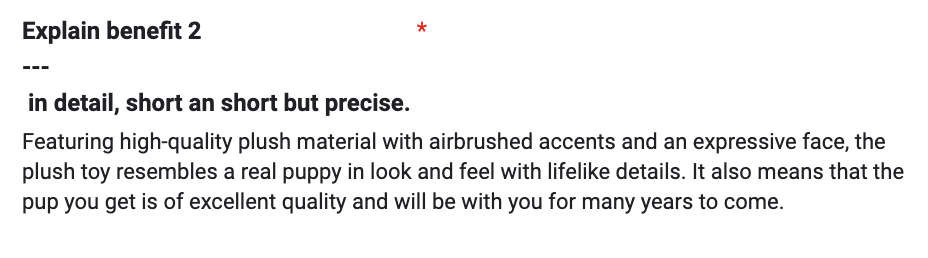 Explain benefit 2 *
---
in detail, short an short but precise.
Featuring high-quality plush material with airbrushed accents and an expressive face, the
plush toy resembles a real puppy in look and feel with lifelike details. It also means that the
pup you get is of excellent quality and will be with you for many years to come.